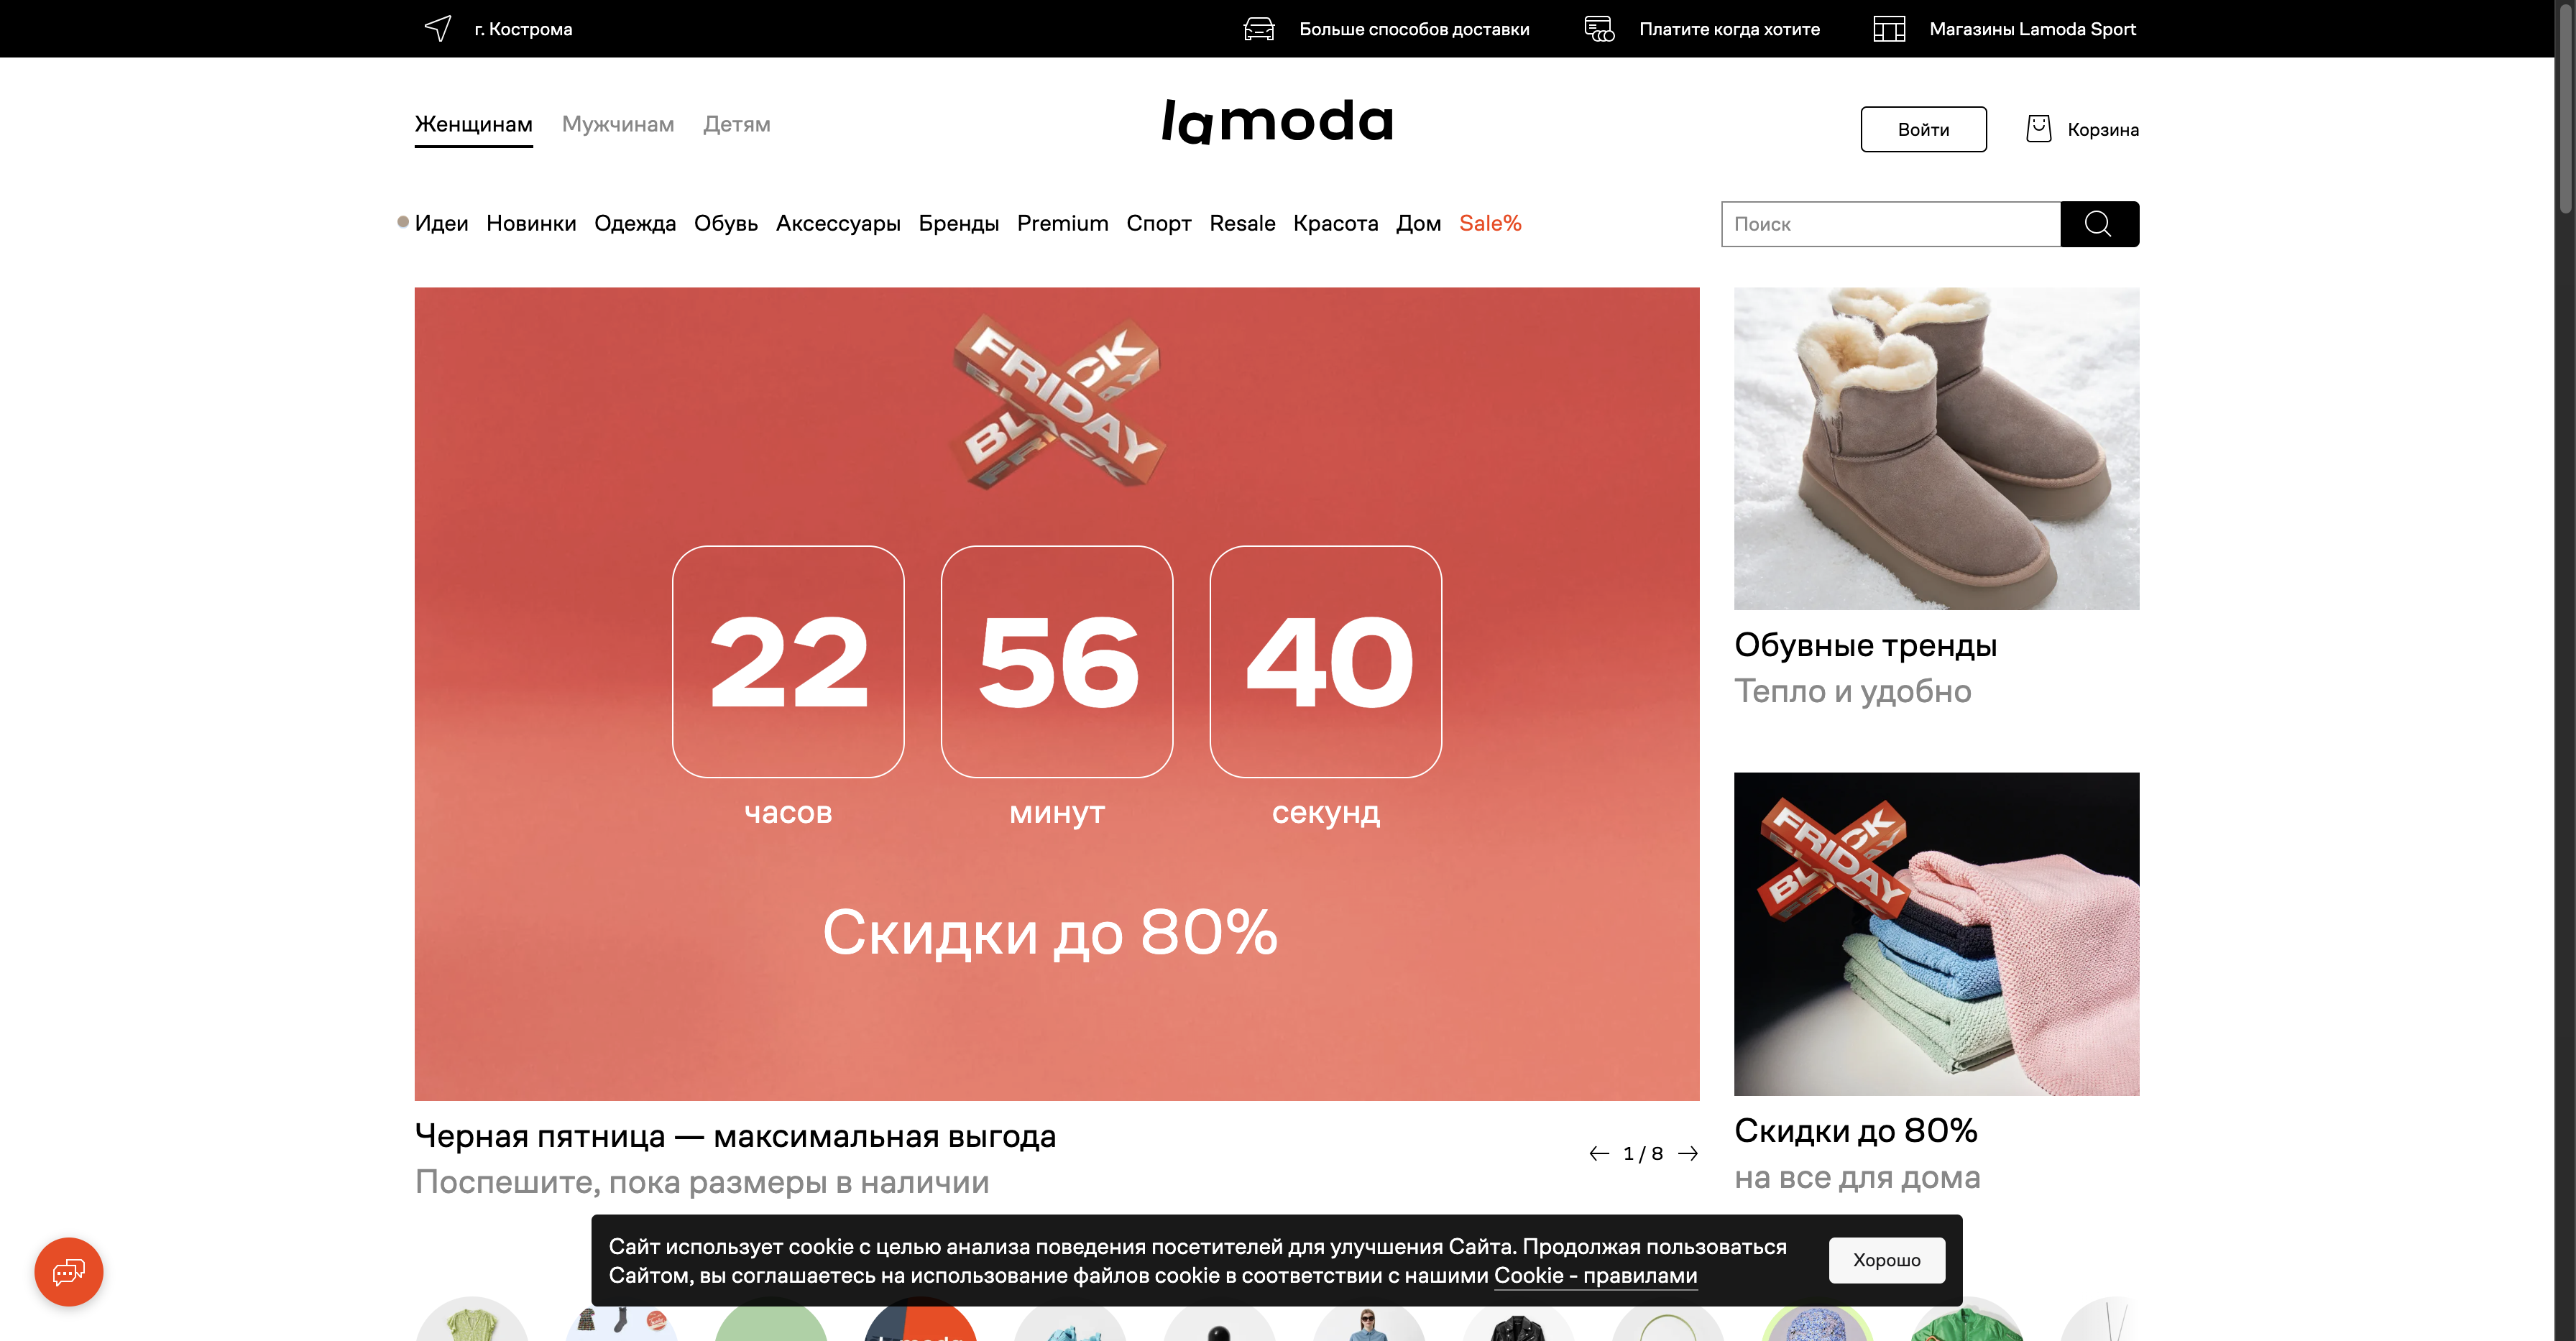 г. Кострома
Больше способов доставки
Платите когда хотите
Магазины Lamoda Sport
Женщинам
Мужчинам
Детям
lamoda
Войти
Корзина
Идеи Новинки Одежда Обувь Аксессуары Бренды Premium Спорт Resale Красота Дом Sale%
Поиск
FRIDAY
BLACK
22
56
40
часов
минут
секунд
Скидки до 80%
Черная пятница — максимальная выгода
Поспешите, пока размеры в наличии
1 / 8
Обувные тренды
Тепло и удобно
FRIDAY
BLACK
Скидки до 80%
на все для дома
Сайт использует cookie с целью анализа поведения посетителей для улучшения Сайта. Продолжая пользоваться
Сайтом, вы соглашаетесь на использование файлов cookie в соответствии с нашими Cookie - правилами
Хорошо